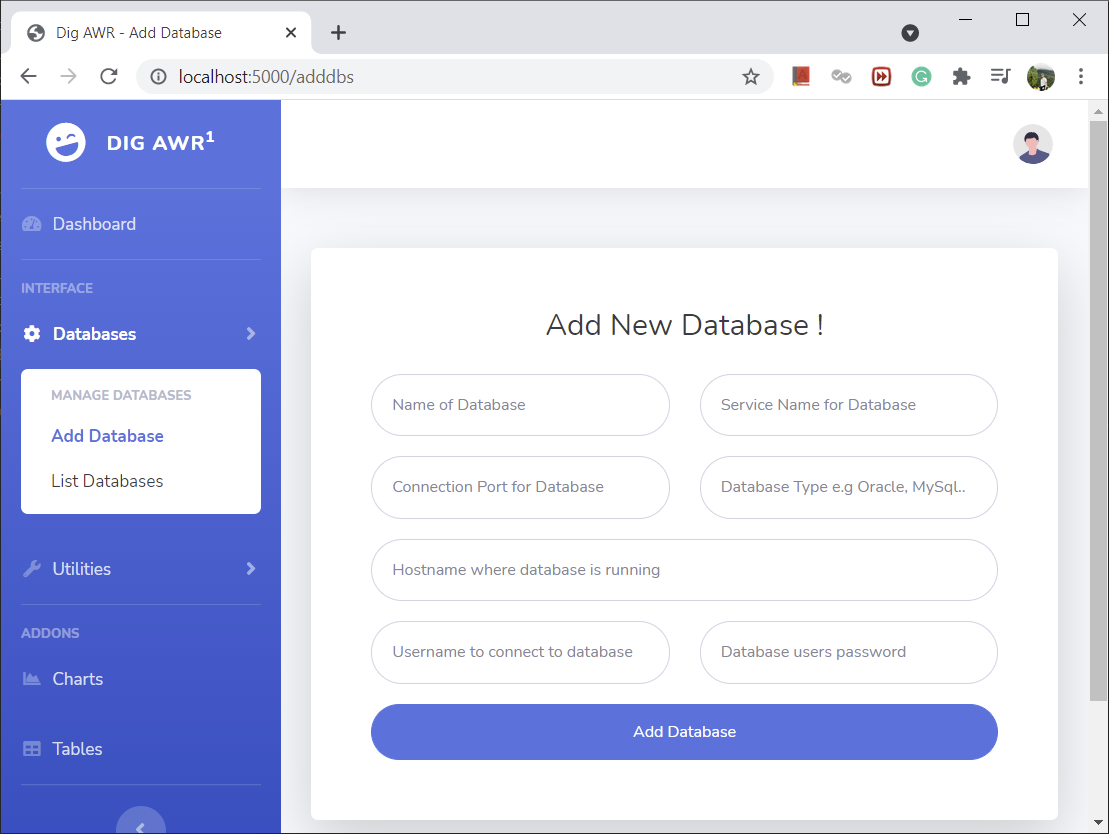 Dig AWR - Add Database
localhost:5000/adddbs
DIG AWR¹
Dashboard
INTERFACE
Databases
MANAGE DATABASES
Add Database
List Databases
Utilities
ADDONS
Charts
Tables
Add New Database !
Name of Database
Service Name for Database
Connection Port for Database
Database Type e.g Oracle, MySql..
Hostname where database is running
Username to connect to database
Database users password
Add Database